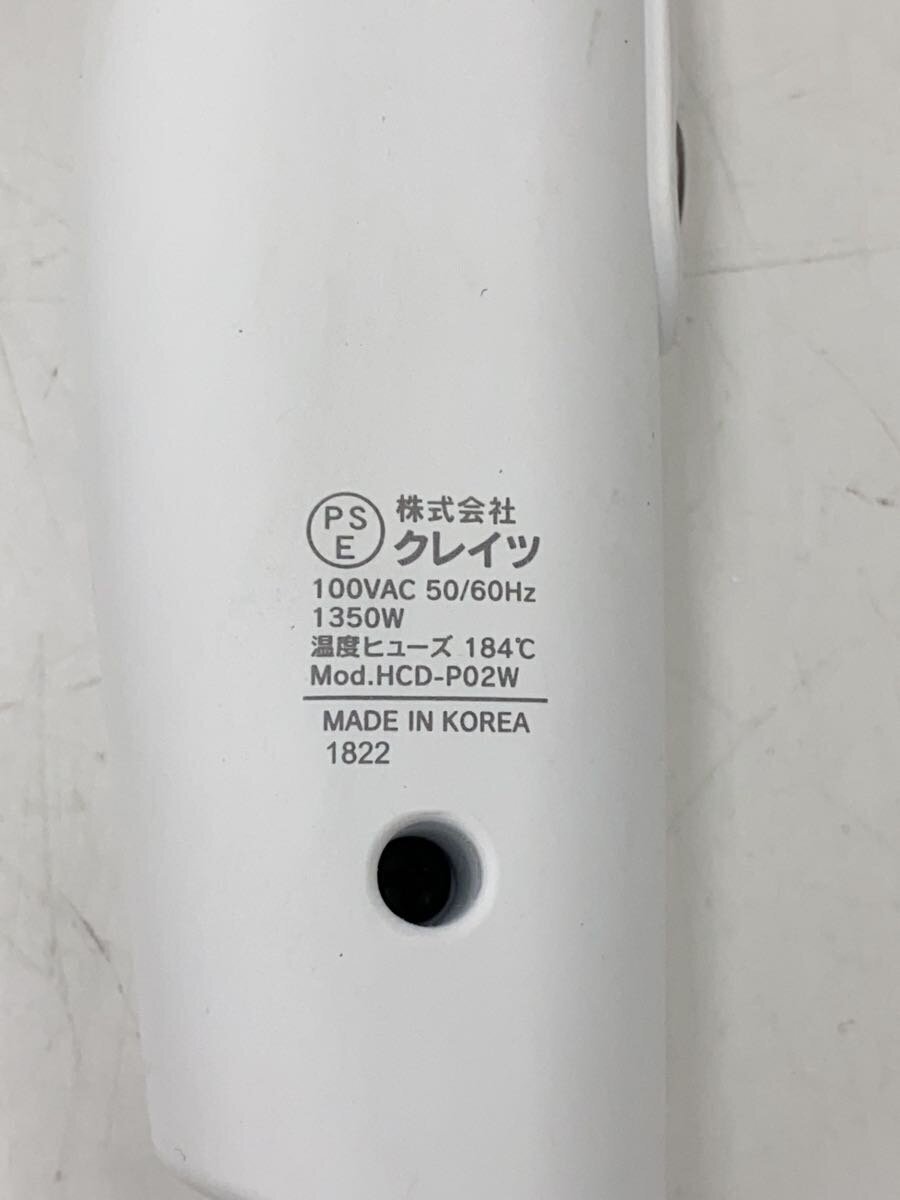 PS
E
株式会社
クレイツ
100VAC 50/60Hz
1350W
温度ヒューズ 184℃
Mod.HCD-P02W
MADE IN KOREA
1822